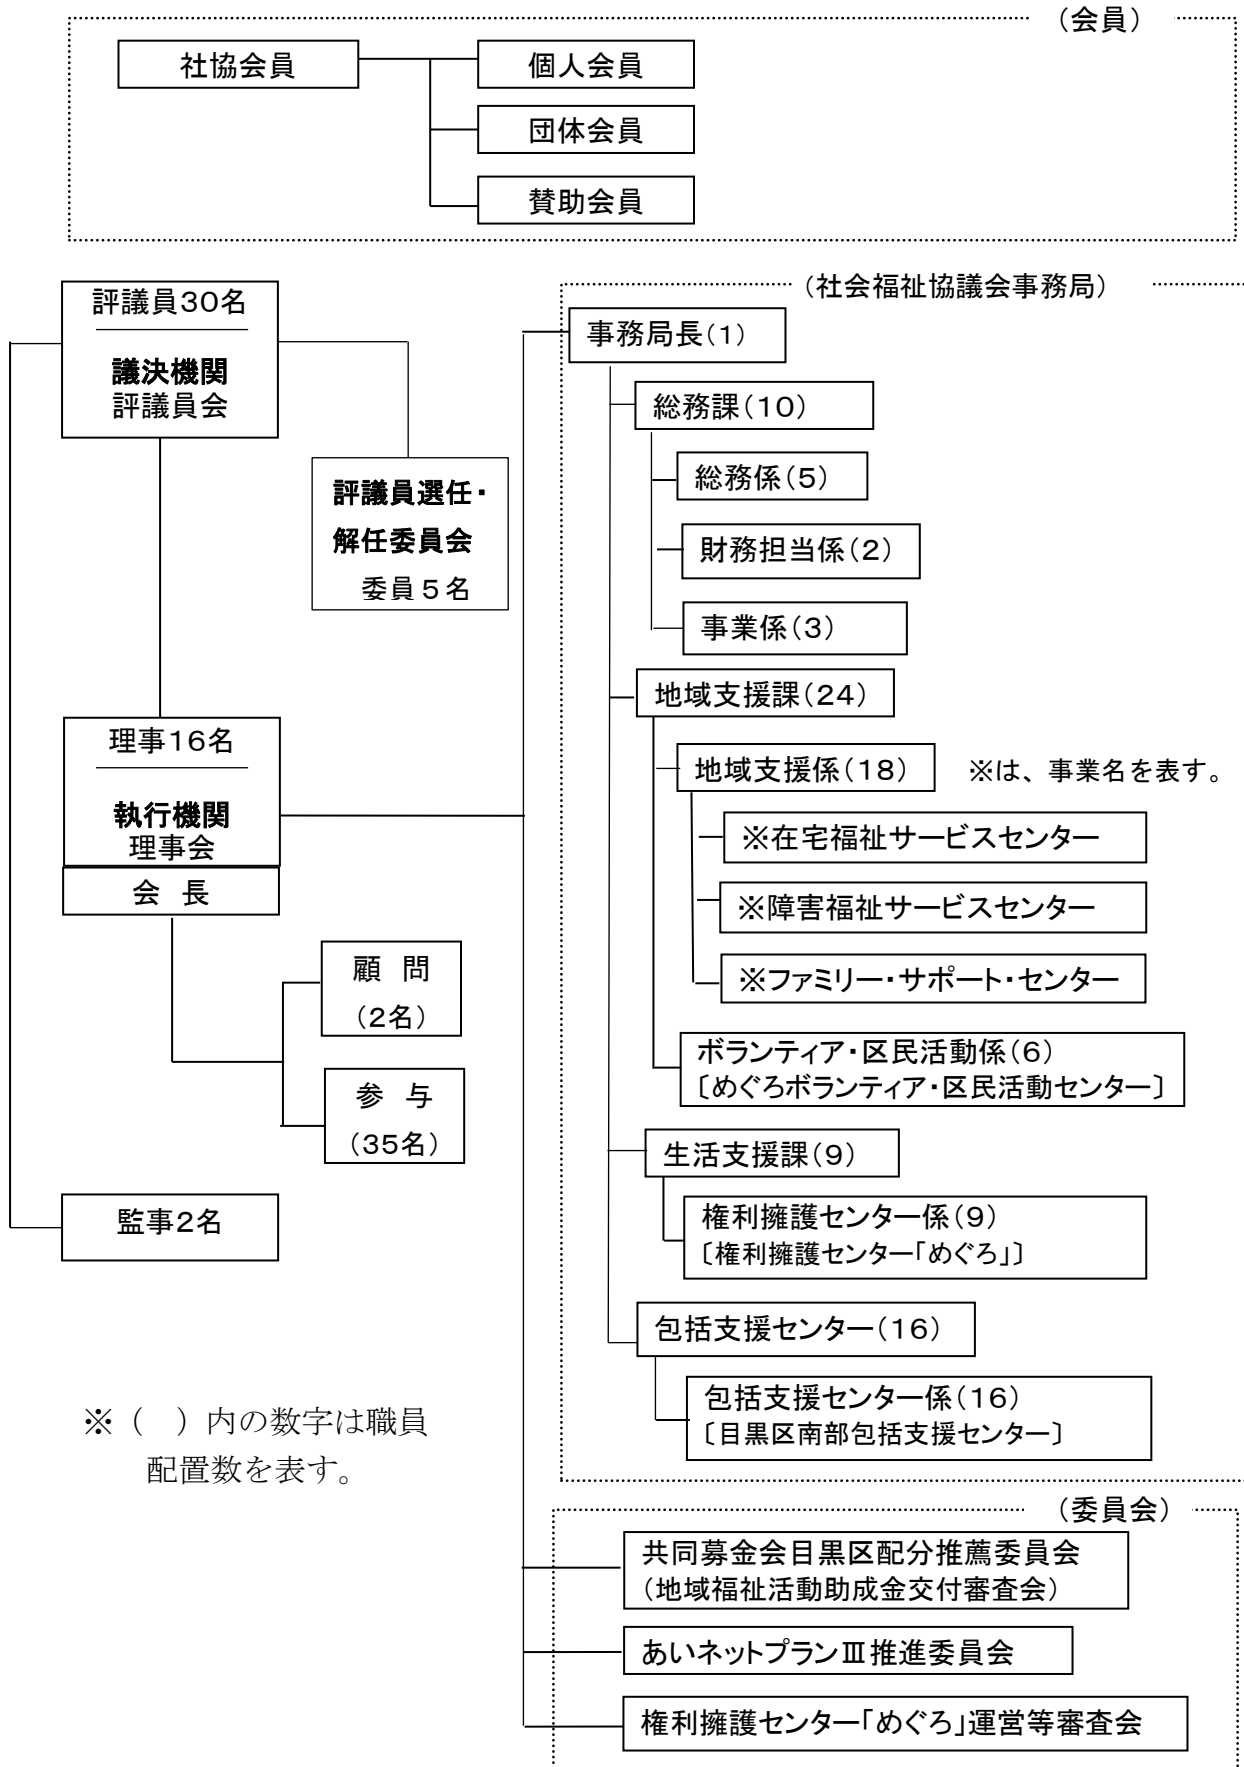 （会員）
社協会員
個人会員
団体会員
賛助会員
評議員３０名
議決機関
評議員会
評議員選任・
解任委員会
委員５名
理事１６名
執行機関
理事会
会　長
顧　問
（２名）
参　与
（３５名）
監事２名
※（　）内の数字は職員
配置数を表す。
（社会福祉協議会事務局）
事務局長（１）
総務課（１０）
総務係（５）
財務担当係（２）
事業係（３）
地域支援課（２４）
地域支援係（１８）
※は、事業名を表す。
※在宅福祉サービスセンター
※障害福祉サービスセンター
※ファミリー・サポート・センター
ボランティア・区民活動係（６）
〔めぐろボランティア・区民活動センター〕
生活支援課（９）
権利擁護センター係（９）
〔権利擁護センター「めぐろ」〕
包括支援センター（１６）
包括支援センター係（１６）
〔目黒区南部包括支援センター〕
（委員会）
共同募金会目黒区配分推薦委員会
（地域福祉活動助成金交付審査会）
あいネットプランⅢ推進委員会
権利擁護センター「めぐろ」運営等審査会